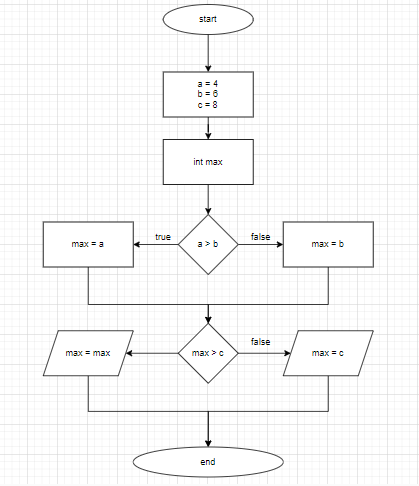 start
a = 4
b = 6
c = 8
int max
true
false
max = a
a > b
max = b
false
max = max
max > c
max = c
end